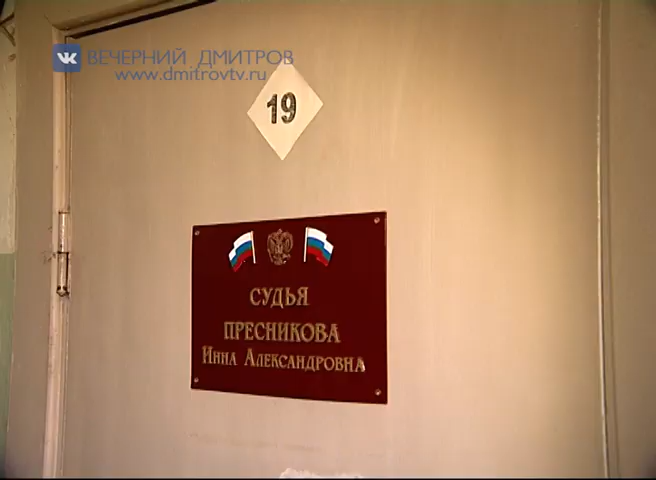 ВЕЧЕРНИЙ ДМИТРОВ
www.dmitrovtv.ru
19
СУДЬЯ
ПРЕСНИКОВА
ИННА АЛЕКСАНДРОВНА